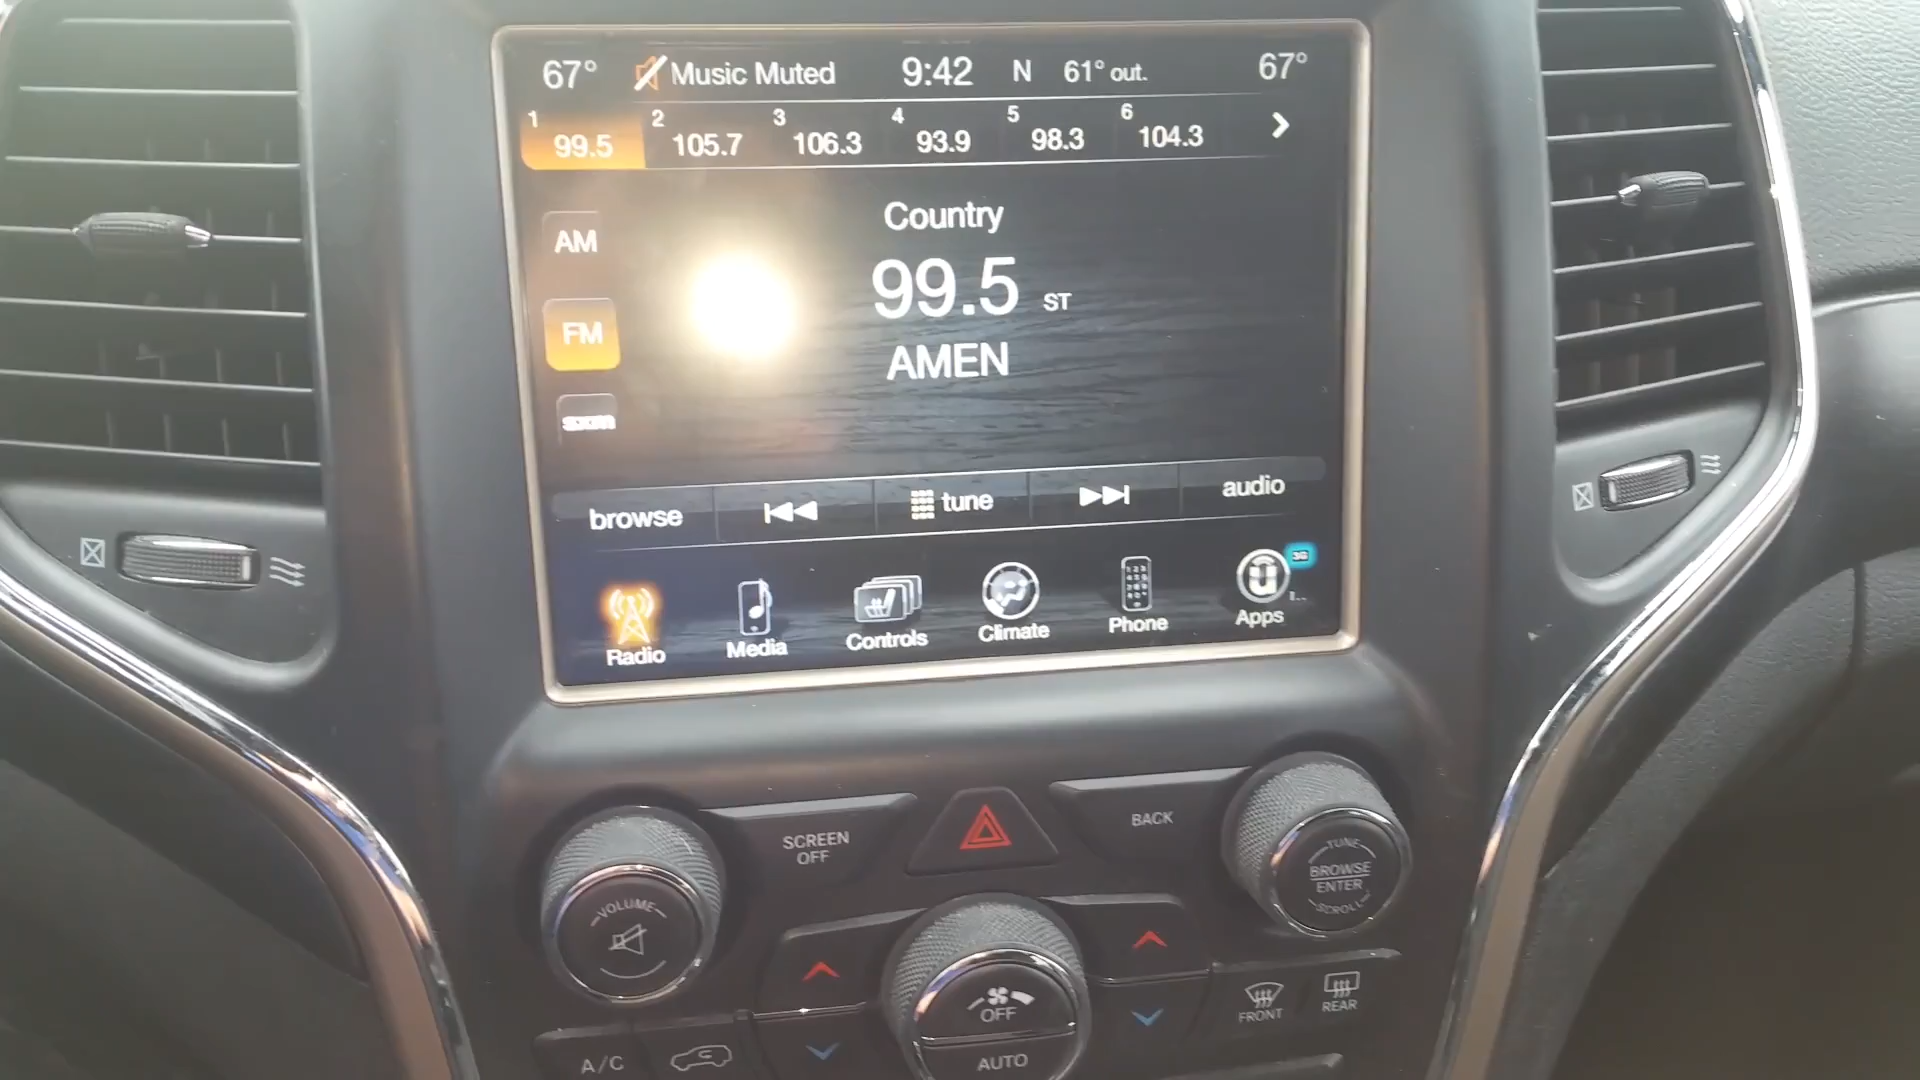 67° Music Muted 9:42 N 61° out. 67°
1 99.5 2 105.7 3 106.3 4 93.9 5 98.3 6 104.3
AM
Country
99.5 ST
FM
AMEN
sxm
browse tune audio
3G
Radio Media Controls Climate Phone Apps
SCREEN
OFF
BACK
TUNE
BROWSE
ENTER
SCROLL
VOLUME
OFF
AUTO
FRONT REAR
A/C